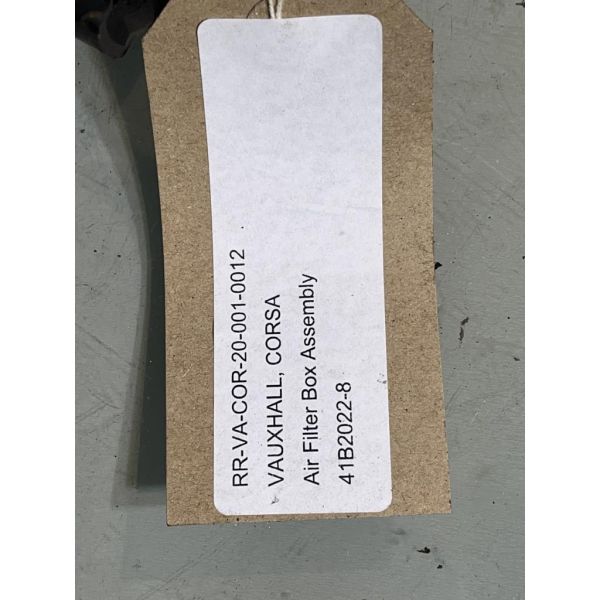 RR-VA-COR-20-001-0012
VAUXHALL, CORSA
Air Filter Box Assembly
41B2022-8